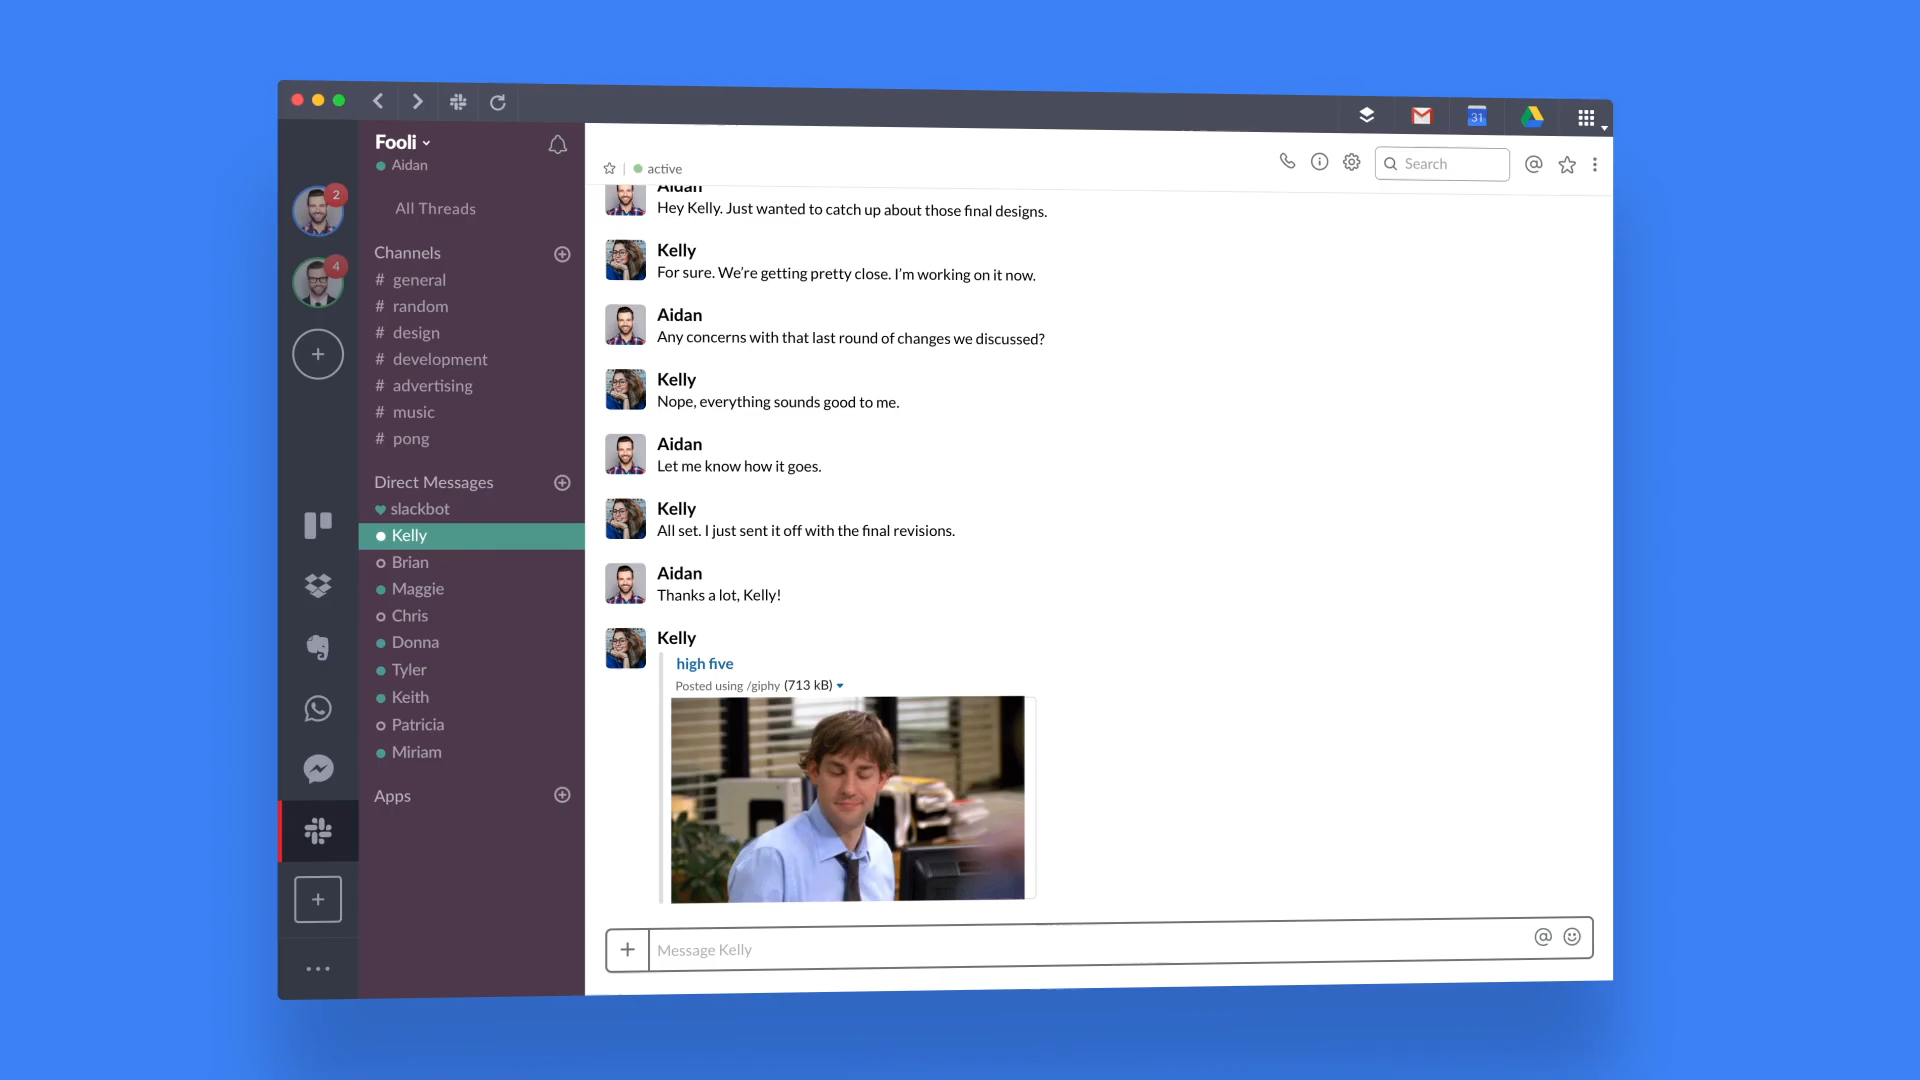 31
Fooli
Aidan
2
4
All Threads
Channels
# general
# random
# design
# development
# advertising
# music
# pong
Direct Messages
slackbot
Kelly
Brian
Maggie
Chris
Donna
Tyler
Keith
Patricia
Miriam
Apps
active
Search
Aidan
Hey Kelly. Just wanted to catch up about those final designs.
Kelly
For sure. We’re getting pretty close. I’m working on it now.
Aidan
Any concerns with that last round of changes we discussed?
Kelly
Nope, everything sounds good to me.
Aidan
Let me know how it goes.
Kelly
All set. I just sent it off with the final revisions.
Aidan
Thanks a lot, Kelly!
Kelly
high five
Posted using /giphy (713 kB)
Message Kelly